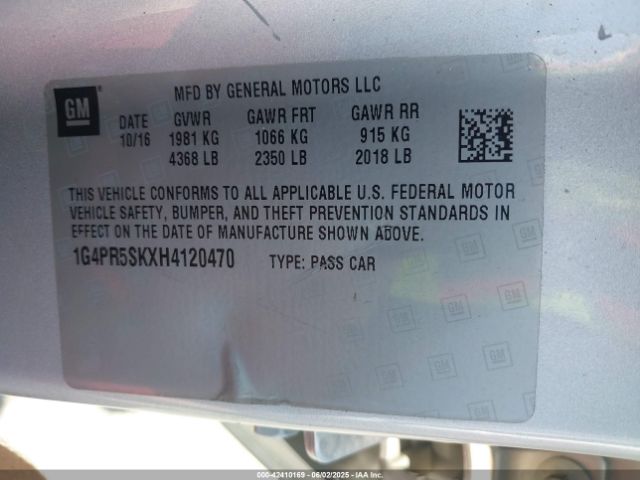 GM
MFD BY GENERAL MOTORS LLC
DATE GVWR GAWR FRT GAWR RR
10/16 1981 KG 1066 KG 915 KG
4368 LB 2350 LB 2018 LB
THIS VEHICLE CONFORMS TO ALL APPLICABLE U.S. FEDERAL MOTOR
VEHICLE SAFETY, BUMPER, AND THEFT PREVENTION STANDARDS IN
EFFECT ON THE DATE OF MANUFACTURE SHOWN ABOVE.
1G4PR5SKXH4120470 TYPE: PASS CAR
000-42410169 - 06/02/2025 - IAAI, Inc.